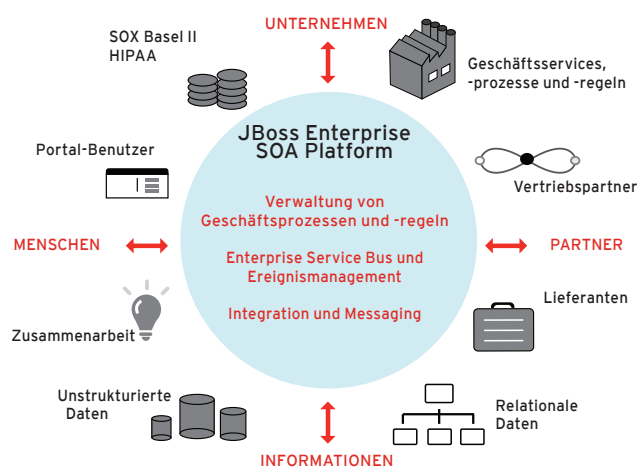 UNTERNEHMEN
SOX Basel II
HIPAA
Geschäftsservices,
-prozesse und -regeln
JBoss Enterprise
SOA Platform
Portal-Benutzer
Vertriebspartner
Verwaltung von
Geschäftsprozessen und -regeln
MENSCHEN
PARTNER
Enterprise Service Bus und
Ereignismanagement
Integration und Messaging
Lieferanten
Zusammenarbeit
Unstrukturierte
Daten
Relationale
Daten
INFORMATIONEN